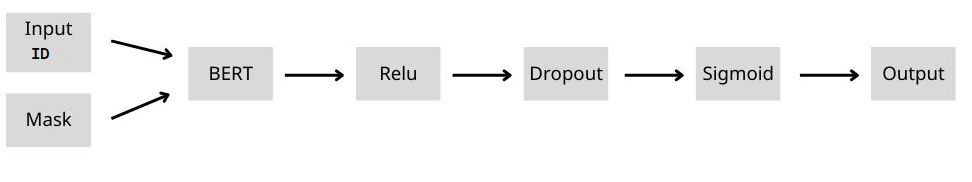 Input
ID
Mask
BERT
Relu
Dropout
Sigmoid
Output